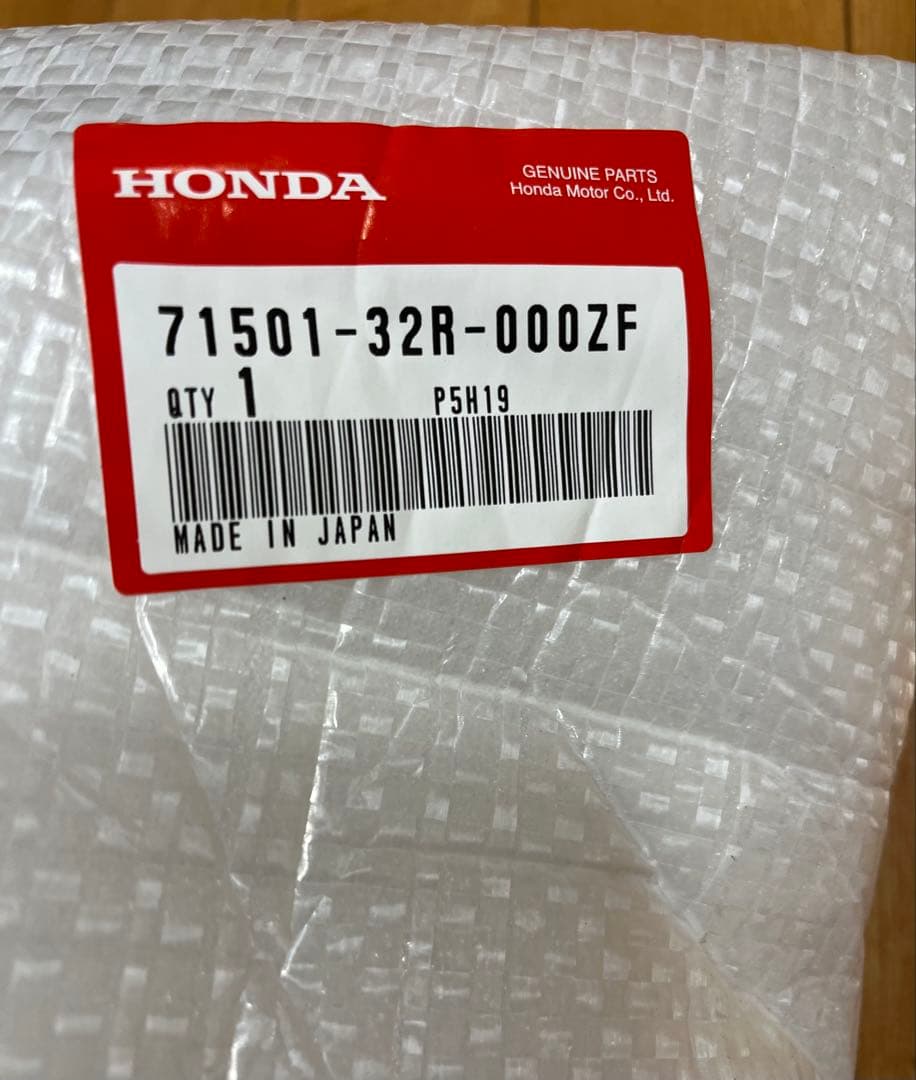 HONDA
GENUINE PARTS
Honda Motor Co., Ltd.
71501-32R-000ZF
QTY 1 P5H19
MADE IN JAPAN